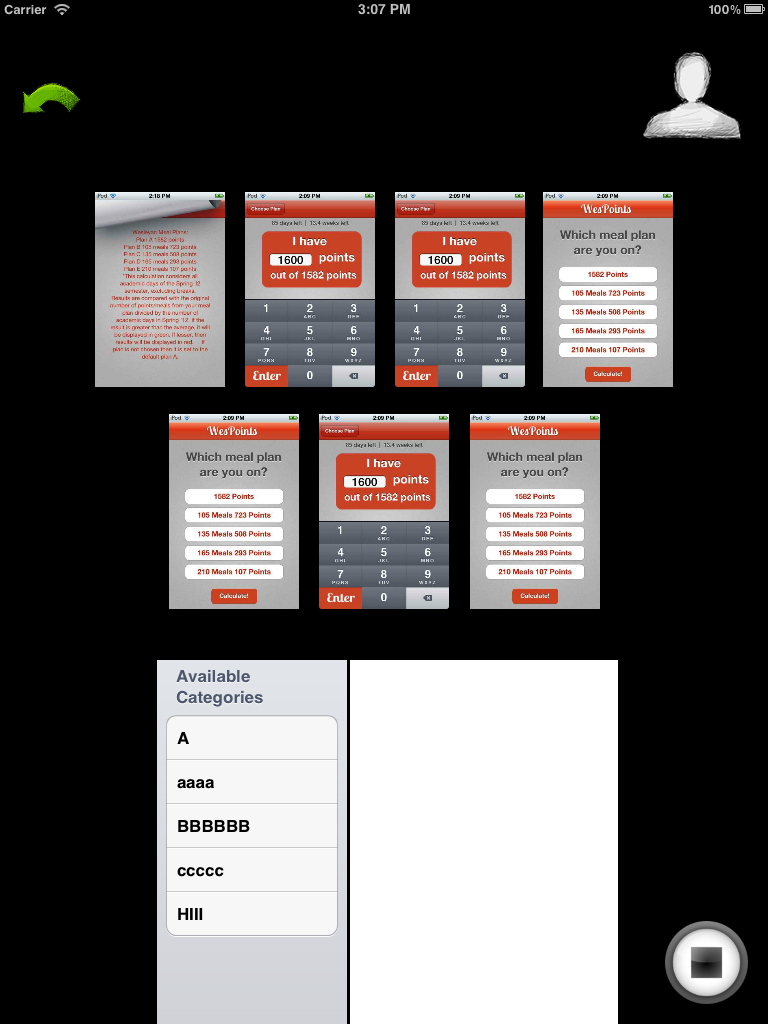 Carrier 3:07 PM 100%
iPod 2:18 PM
Wesleyan Meal Plans:
Plan A 1582 points
Plan B 105 meals 723 points
Plan C 135 meals 508 points
Plan D 165 meals 293 points
Plan E 210 meals 107 points
*This calculation considers all
academic days of the Spring '12
semester, excluding breaks.
Results are compared with the original
number of points/meals from your meal
plan divided by the number of
academic days in Spring '12. If the
result is greater than the average, it will
be displayed in green. If lesser, then
results will be displayed in red. If
plan is not chosen then it is set to the
default plan A.
iPod 2:09 PM
Choose Plan
85 days left | 13.4 weeks left
I have
1600 points
out of 1582 points
1 2 3
ABC DEF
4 5 6
GHI JKL MNO
7 8 9
PQRS TUV WXYZ
Enter 0
iPod 2:09 PM
Choose Plan
85 days left | 13.4 weeks left
I have
1600 points
out of 1582 points
1 2 3
ABC DEF
4 5 6
GHI JKL MNO
7 8 9
PQRS TUV WXYZ
Enter 0
iPod 2:09 PM
WesPoints
Which meal plan
are you on?
1582 Points
105 Meals 723 Points
135 Meals 508 Points
165 Meals 293 Points
210 Meals 107 Points
Calculate!
iPod 2:09 PM
WesPoints
Which meal plan
are you on?
1582 Points
105 Meals 723 Points
135 Meals 508 Points
165 Meals 293 Points
210 Meals 107 Points
Calculate!
iPod 2:09 PM
Choose Plan
85 days left | 13.4 weeks left
I have
1600 points
out of 1582 points
1 2 3
ABC DEF
4 5 6
GHI JKL MNO
7 8 9
PQRS TUV WXYZ
Enter 0
iPod 2:09 PM
WesPoints
Which meal plan
are you on?
1582 Points
105 Meals 723 Points
135 Meals 508 Points
165 Meals 293 Points
210 Meals 107 Points
Calculate!
Available
Categories
A
aaaa
BBBBBB
ccccc
HIII